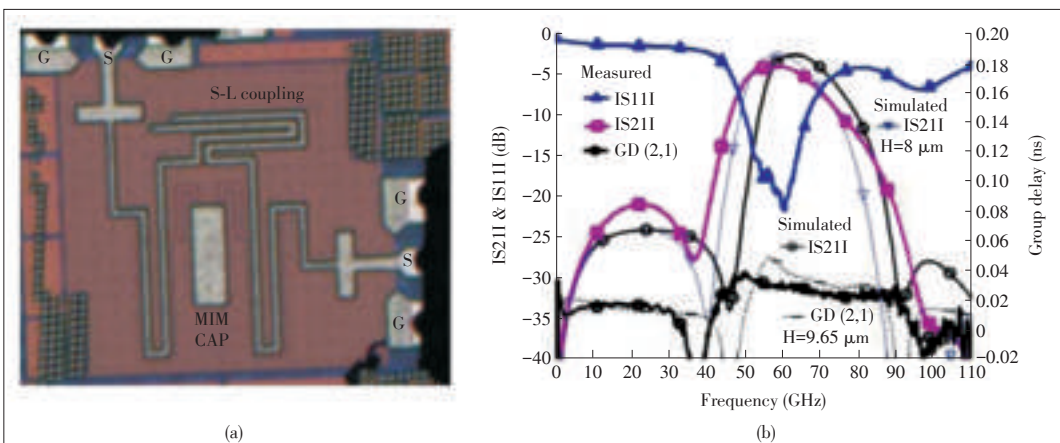 G
S
G
S-L coupling
G
S
G
MIM
CAP
(a)
IS21I & IS11I (dB)
0
−5
−10
−15
−20
−25
−30
−35
−40
Measured
IS11I
IS21I
GD (2,1)
Simulated
IS21I
H=8 μm
Simulated
IS21I
GD (2,1)
H=9.65 μm
0.20
0.18
0.16
0.14
0.12
0.10
0.08
0.06
0.04
0.02
0
−0.02
Group delay (ns)
0 10 20 30 40 50 60 70 80 90 100 110
Frequency (GHz)
(b)